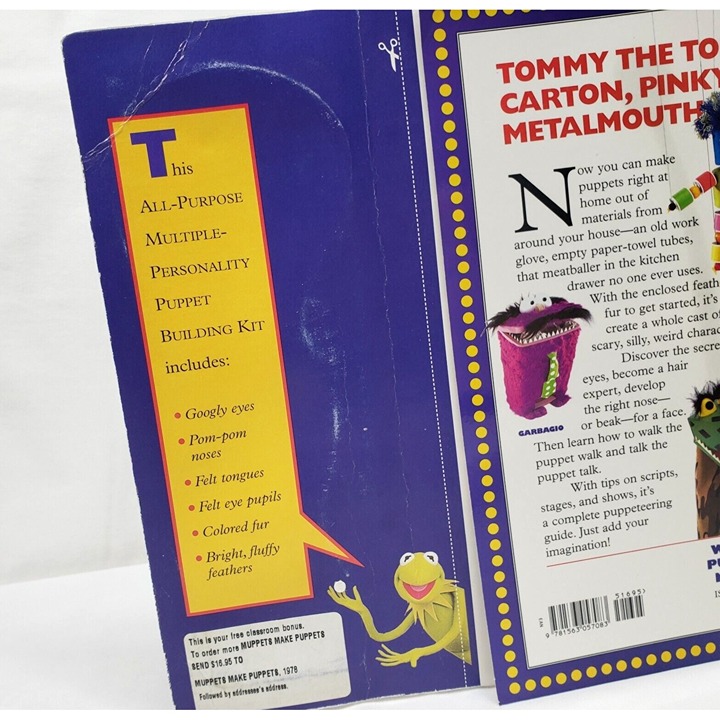 This
ALL-PURPOSE
MULTIPLE-
PERSONALITY
PUPPET
BUILDING KIT
includes:
• Googly eyes
• Pom-pom
noses
• Felt tongues
• Felt eye pupils
• Colored fur
• Bright, fluffy
feathers
This is your free classroom bonus.
To order more MUPPETS MAKE PUPPETS
SEND $16.95 TO
MUPPETS MAKE PUPPETS, 1978
Followed by addressee's address.
TOMMY THE TO
CARTON, PINKY
METALMOUTH
Now you can make
puppets right at
home out of
materials from
around your house—an old work
glove, empty paper-towel tubes,
that meatballer in the kitchen
drawer no one ever uses.
With the enclosed feath
fur to get started, it's
create a whole cast of
scary, silly, weird charac
Discover the secre
eyes, become a hair
expert, develop
the right nose—
or beak—for a face.
Then learn how to walk the
puppet walk and talk the
puppet talk.
With tips on scripts,
stages, and shows, it's
a complete puppeteering
guide. Just add your
imagination!
GARBAGIO
W
PU
IS
51695
9 781563 057083